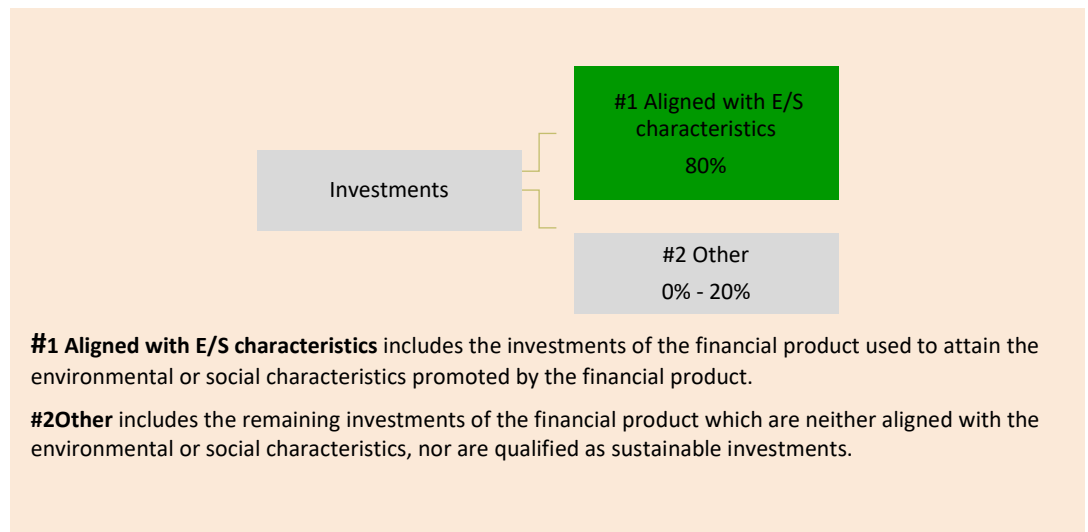 #1 Aligned with E/S
characteristics
80%
Investments
#2 Other
0% - 20%
#1 Aligned with E/S characteristics includes the investments of the financial product used to attain the
environmental or social characteristics promoted by the financial product.
#2Other includes the remaining investments of the financial product which are neither aligned with the
environmental or social characteristics, nor are qualified as sustainable investments.